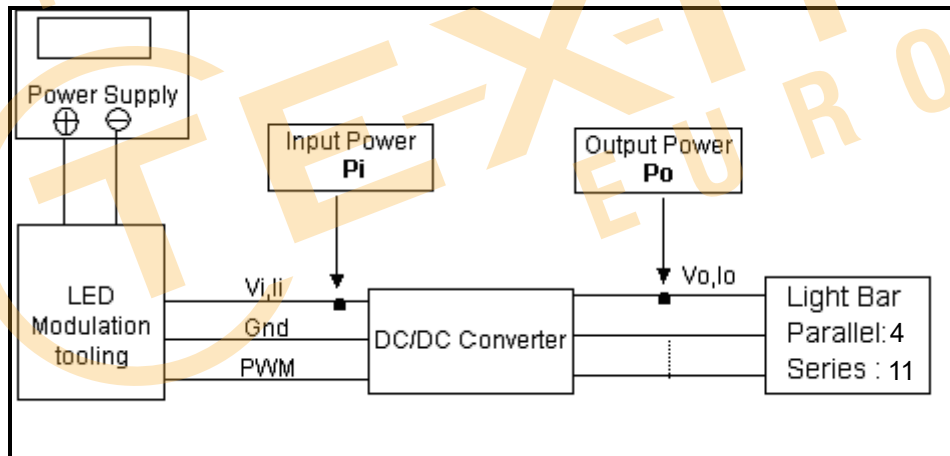 Power Supply
Input Power
Pi
Output Power
Po
LED
Modulation
tooling
Vi,Ii
Gnd
PWM
DC/DC Converter
Vo,Io
Light Bar
Parallel:4
Series : 11
EURO